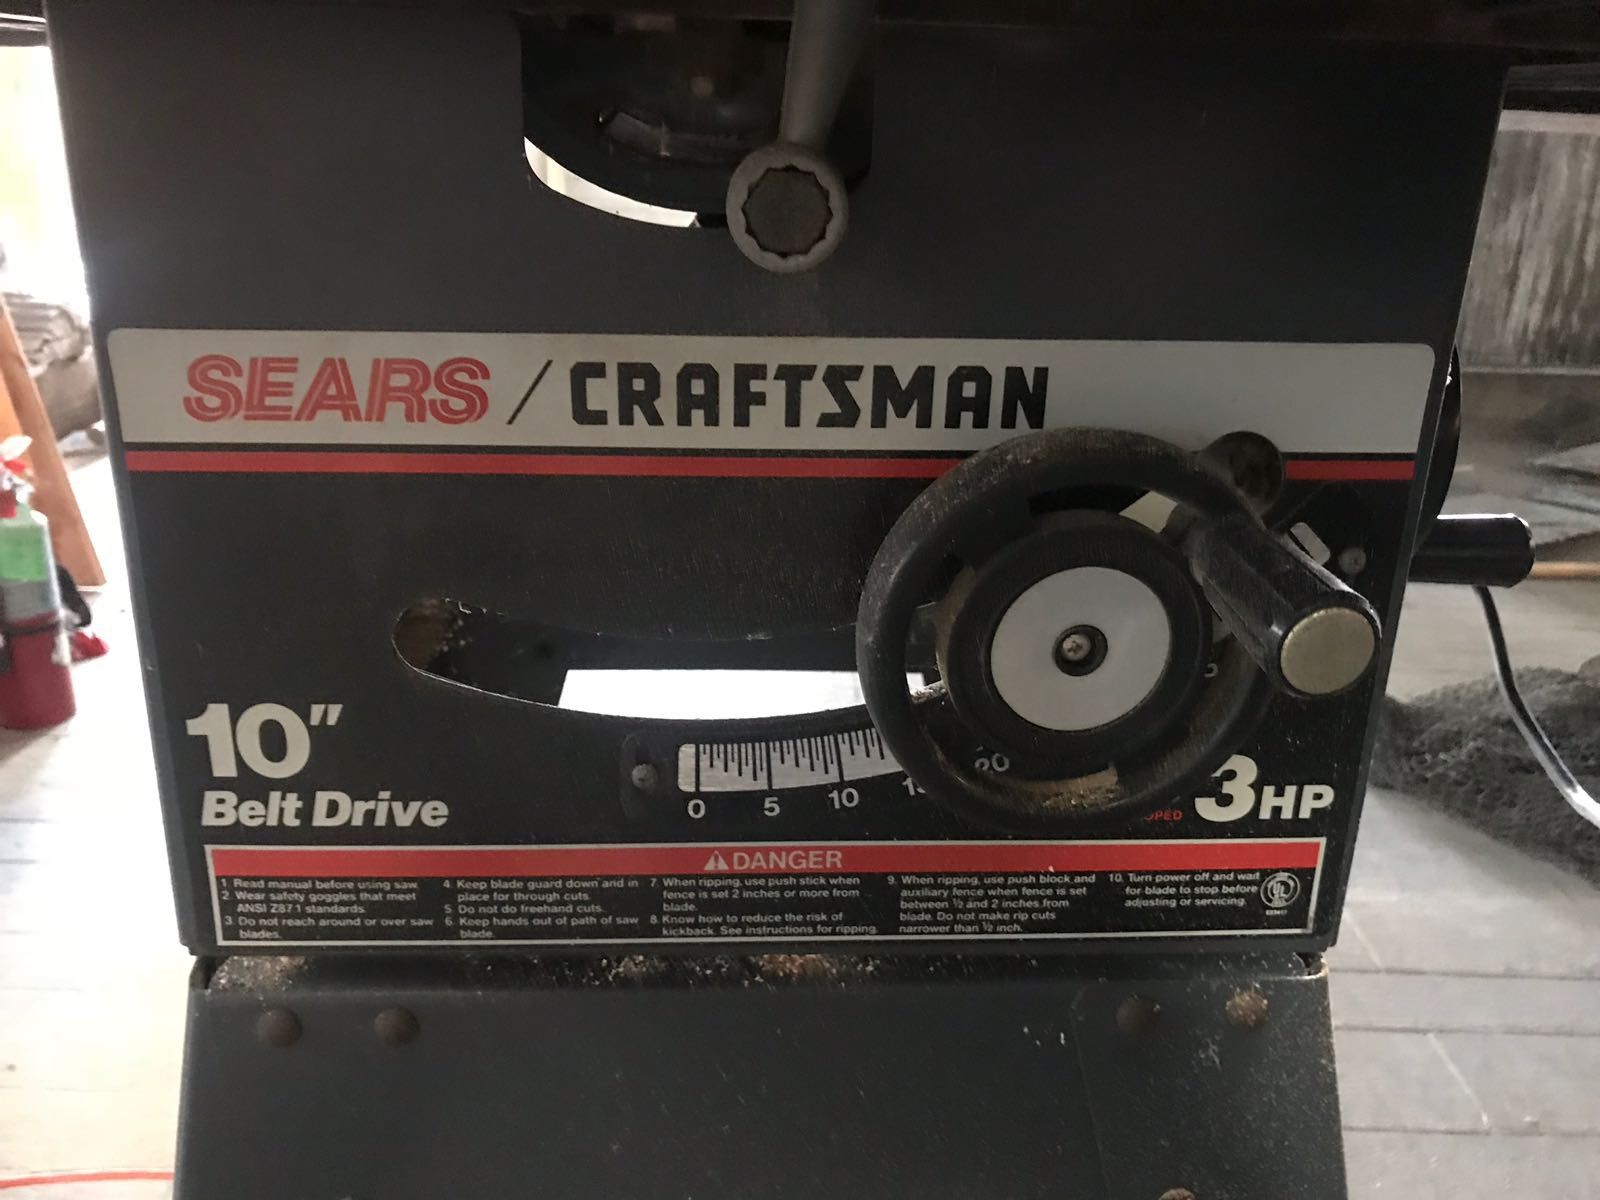 SEARS / CRAFTSMAN
10"
Belt Drive
0 5 10 20
3 HP
DANGER
1. Read manual before using saw.
2. Wear safety goggles that meet
ANSI Z87.1 standards.
3. Do not reach around or over saw
blades.
4. Keep blade guard down and in
place for through cuts.
5. Do not do freehand cuts.
6. Keep hands out of path of saw
blade.
7. When ripping, use push stick when
fence is set 2 inches or more from
blade.
8. Know how to reduce the risk of
kickback. See instructions for ripping.
9. When ripping, use push block and
auxiliary fence when fence is set
between ½ and 2 inches from
blade. Do not make rip cuts
narrower than ½ inch.
10. Turn power off and wait
for blade to stop before
adjusting or servicing.
UL